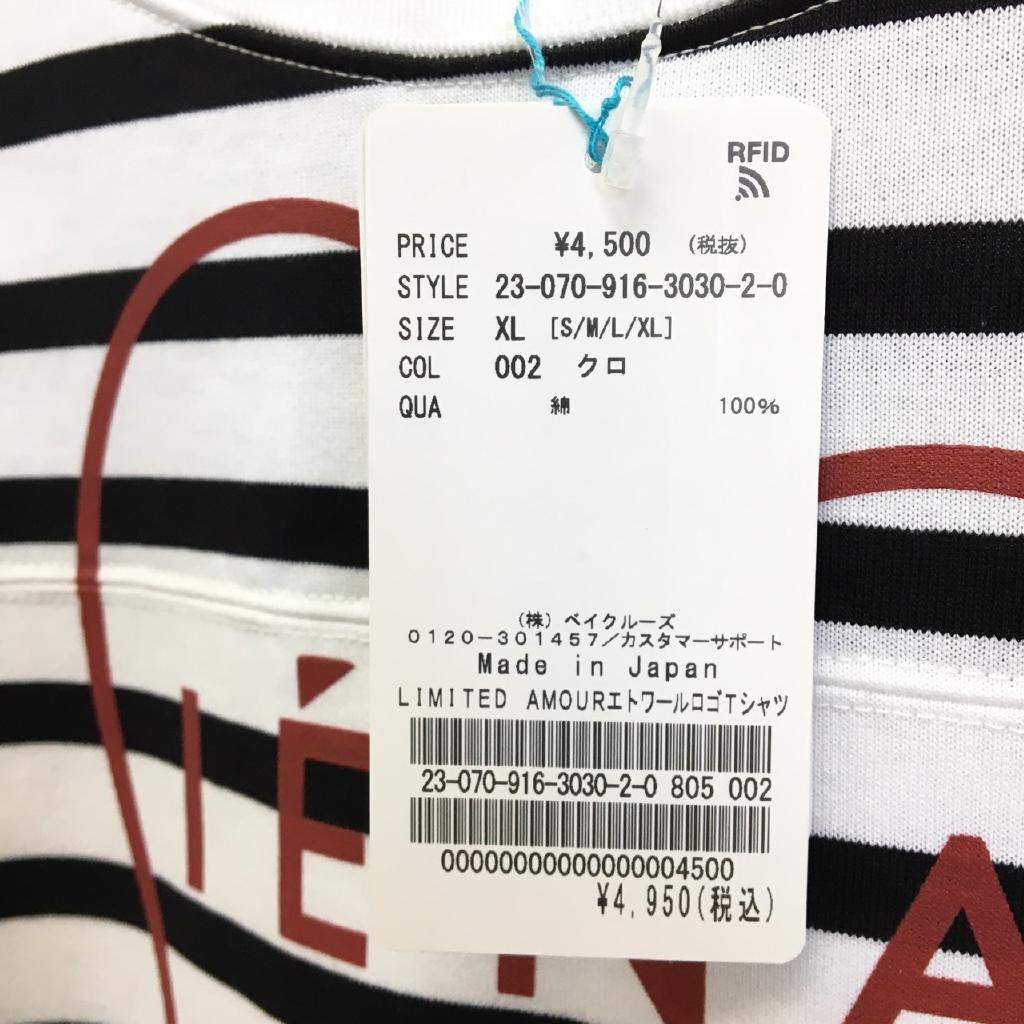 RFID
PRICE ¥4,500 (税抜)
STYLE 23-070-916-3030-2-0
SIZE XL [S/M/L/XL]
COL 002 クロ
QUA 綿 100%
(株) ベイクルーズ
0120-301457/カスタマーサポート
Made in Japan
LIMITED AMOURエトワールロゴTシャツ
23-070-916-3030-2-0 805 002
00000000000000004500
¥4,950(税込)
IÉNA